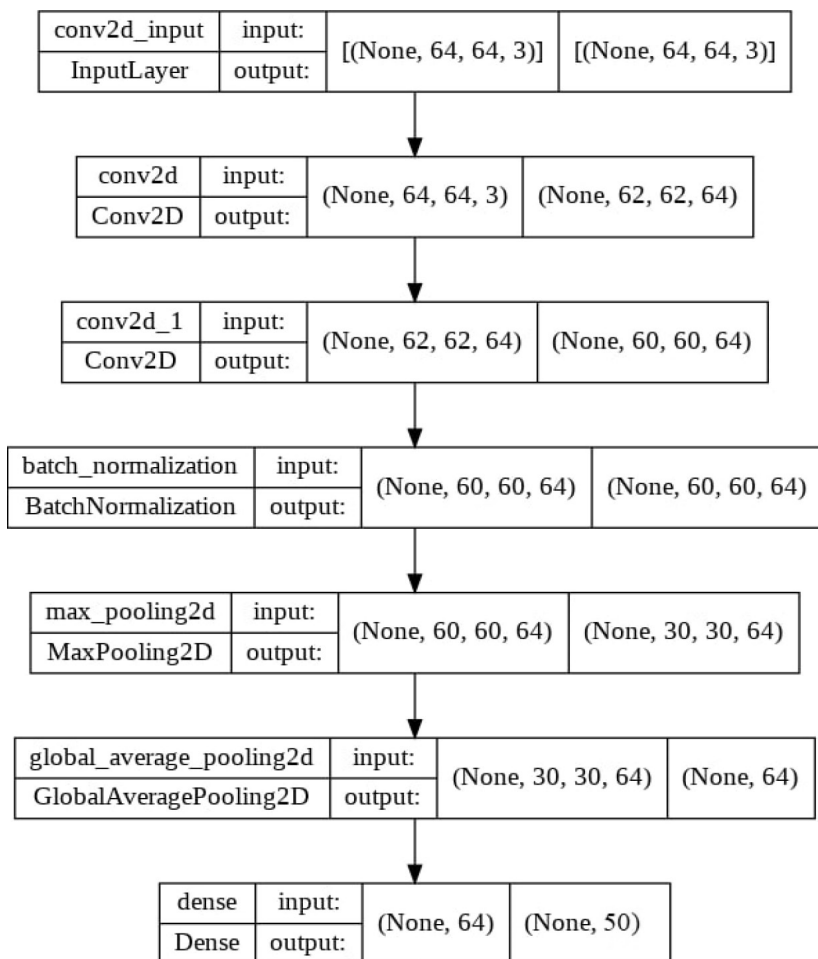 conv2d_input input: [(None, 64, 64, 3)] [(None, 64, 64, 3)]
InputLayer output:
conv2d input: (None, 64, 64, 3) (None, 62, 62, 64)
Conv2D output:
conv2d_1 input: (None, 62, 62, 64) (None, 60, 60, 64)
Conv2D output:
batch_normalization input: (None, 60, 60, 64) (None, 60, 60, 64)
BatchNormalization output:
max_pooling2d input: (None, 60, 60, 64) (None, 30, 30, 64)
MaxPooling2D output:
global_average_pooling2d input: (None, 30, 30, 64) (None, 64)
GlobalAveragePooling2D output:
dense input: (None, 64) (None, 50)
Dense output: